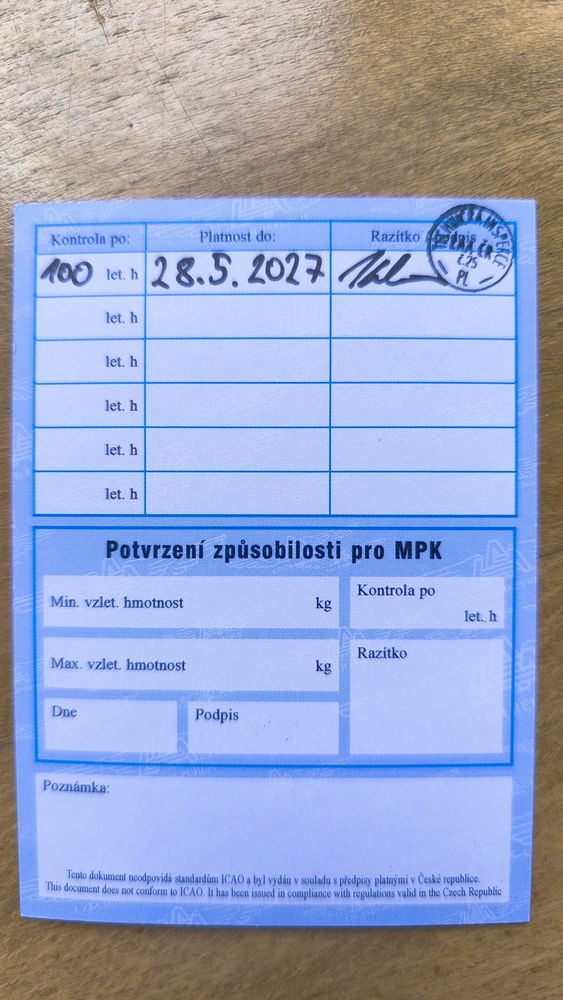 Kontrola po: Platnost do: Razítko
100 let. h 28.5.2027
let. h
let. h
let. h
let. h
let. h
Potvrzení způsobilosti pro MPK
Min. vzlet. hmotnost kg
Kontrola po
let. h
Max. vzlet. hmotnost kg
Razítko
Dne
Podpis
Poznámka:
Tento dokument neodpovídá standardům ICAO a byl vydán v souladu s předpisy platnými v České republice.
This document does not conform to ICAO. It has been issued in compliance with regulations valid in the Czech Republic